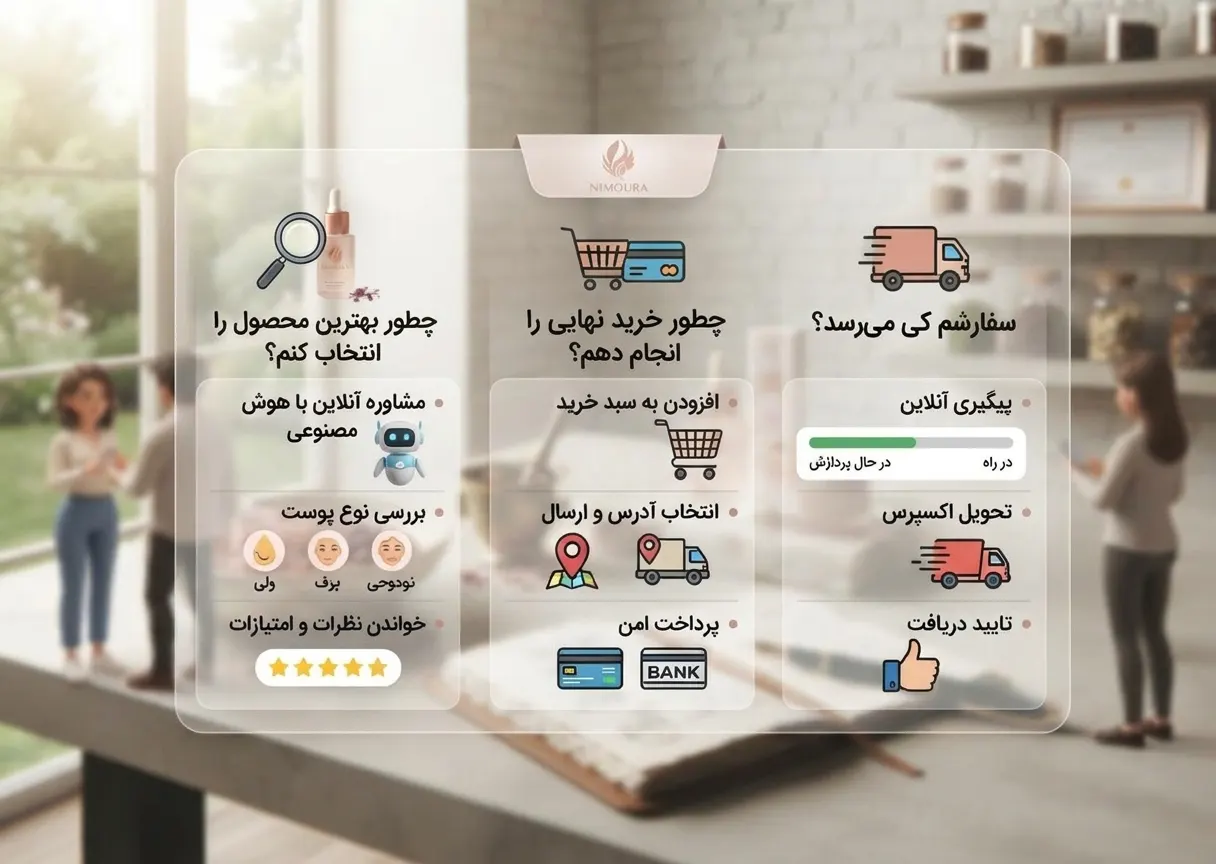 NIMOURA
سفارشم کی می‌رسد؟
پیگیری آنلاین
در راه
در حال پردازش
تحویل اکسپرس
تایید دریافت
چطور خرید نهایی را
انجام دهم؟
افزودن به سبد خرید
انتخاب آدرس و ارسال
پرداخت امن
BANK
چطور بهترین محصول را
انتخاب کنم؟
مشاوره آنلاین با هوش
مصنوعی
بررسی نوع پوست
نودوحی
بزف
ولی
خواندن نظرات و امتیازات